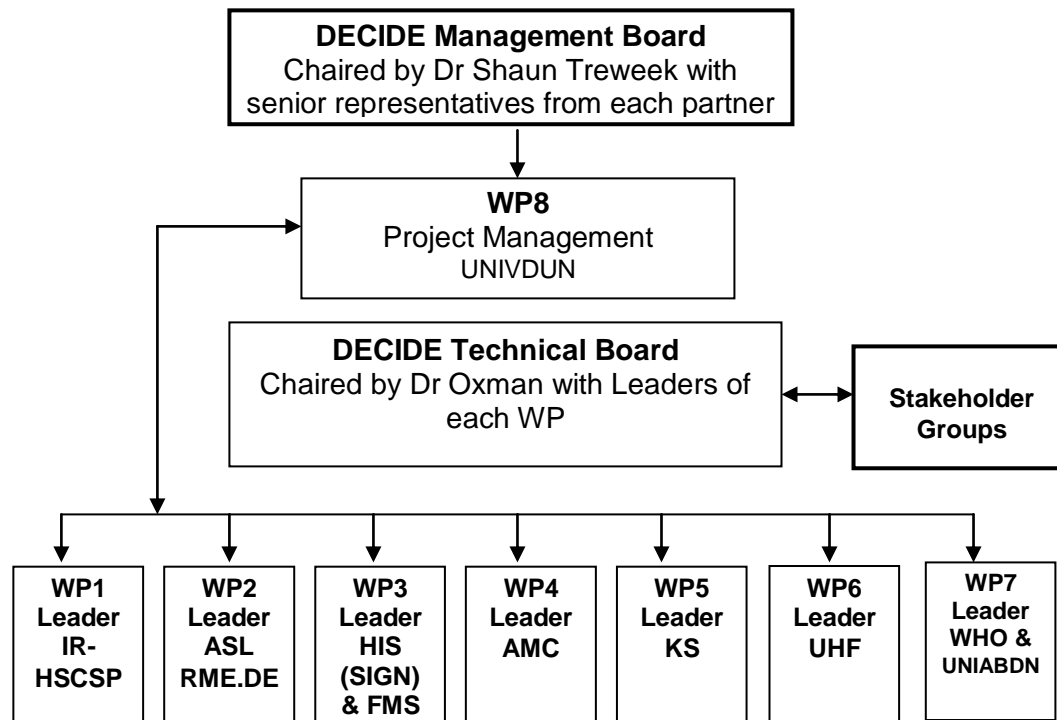 DECIDE Management Board
Chaired by Dr Shaun Treweek with
senior representatives from each partner
WP8
Project Management
UNIVDUN
DECIDE Technical Board
Chaired by Dr Oxman with Leaders of
each WP
Stakeholder
Groups
WP1
Leader
IR-
HSCSP
WP2
Leader
ASL
RME.DE
WP3
Leader
HIS
(SIGN)
& FMS
WP4
Leader
AMC
WP5
Leader
KS
WP6
Leader
UHF
WP7
Leader
WHO &
UNIABDN